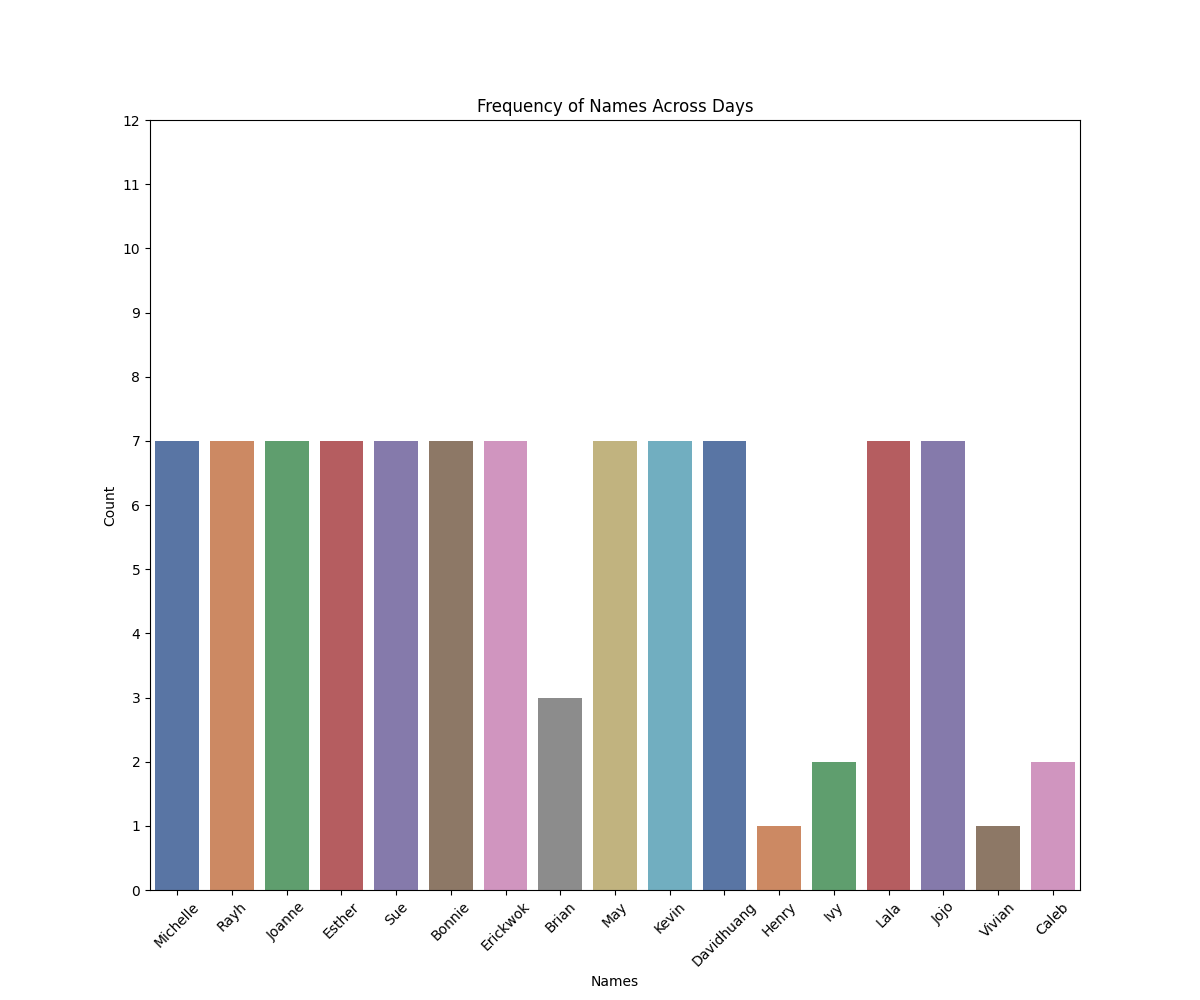 Frequency of Names Across Days
12
11
10
9
8
7
6
5
4
3
2
1
0
Count
Michelle
Rayh
Joanne
Esther
Sue
Bonnie
Erickwok
Brian
May
Kevin
Davidhuang
Henry
Ivy
Lala
Jojo
Vivian
Caleb
Names